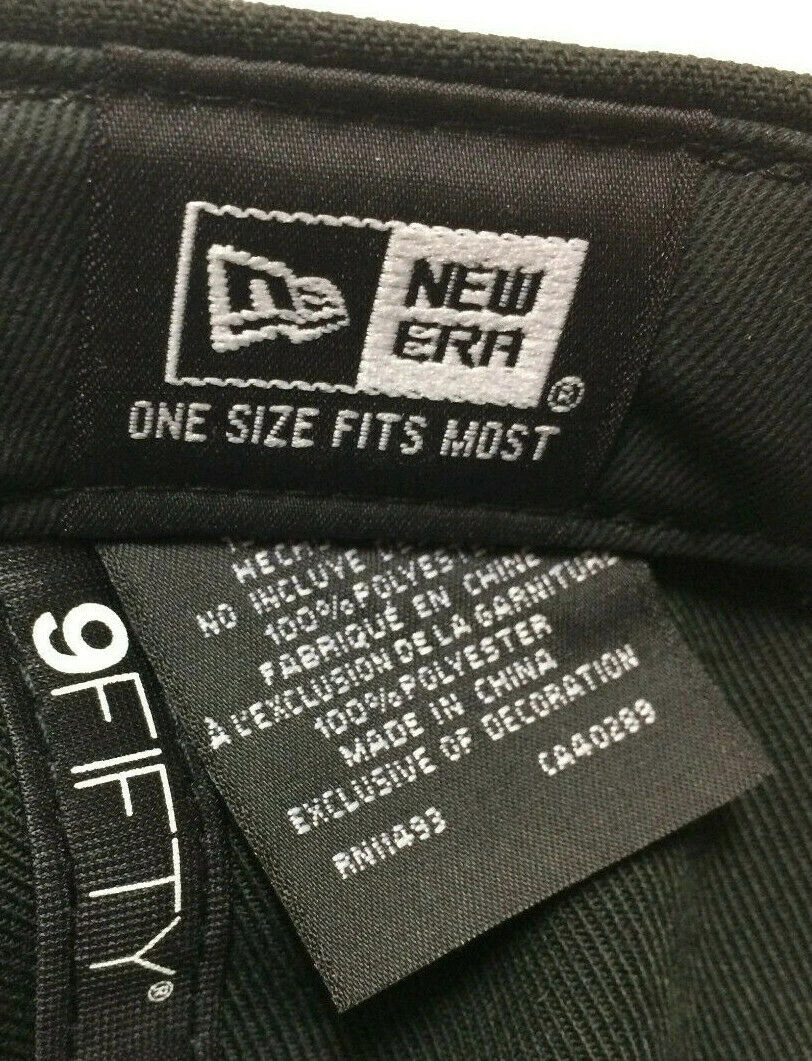 NEW
ERA
®
ONE SIZE FITS MOST
NO INCLUYE
100% POLYES
FABRIQUÉ EN CHINE
À L'EXCLUSION DE LA GARNITURE
100% POLYESTER
MADE IN CHINA
EXCLUSIVE OF DECORATION
RN11493 CA40289
9FIFTY®